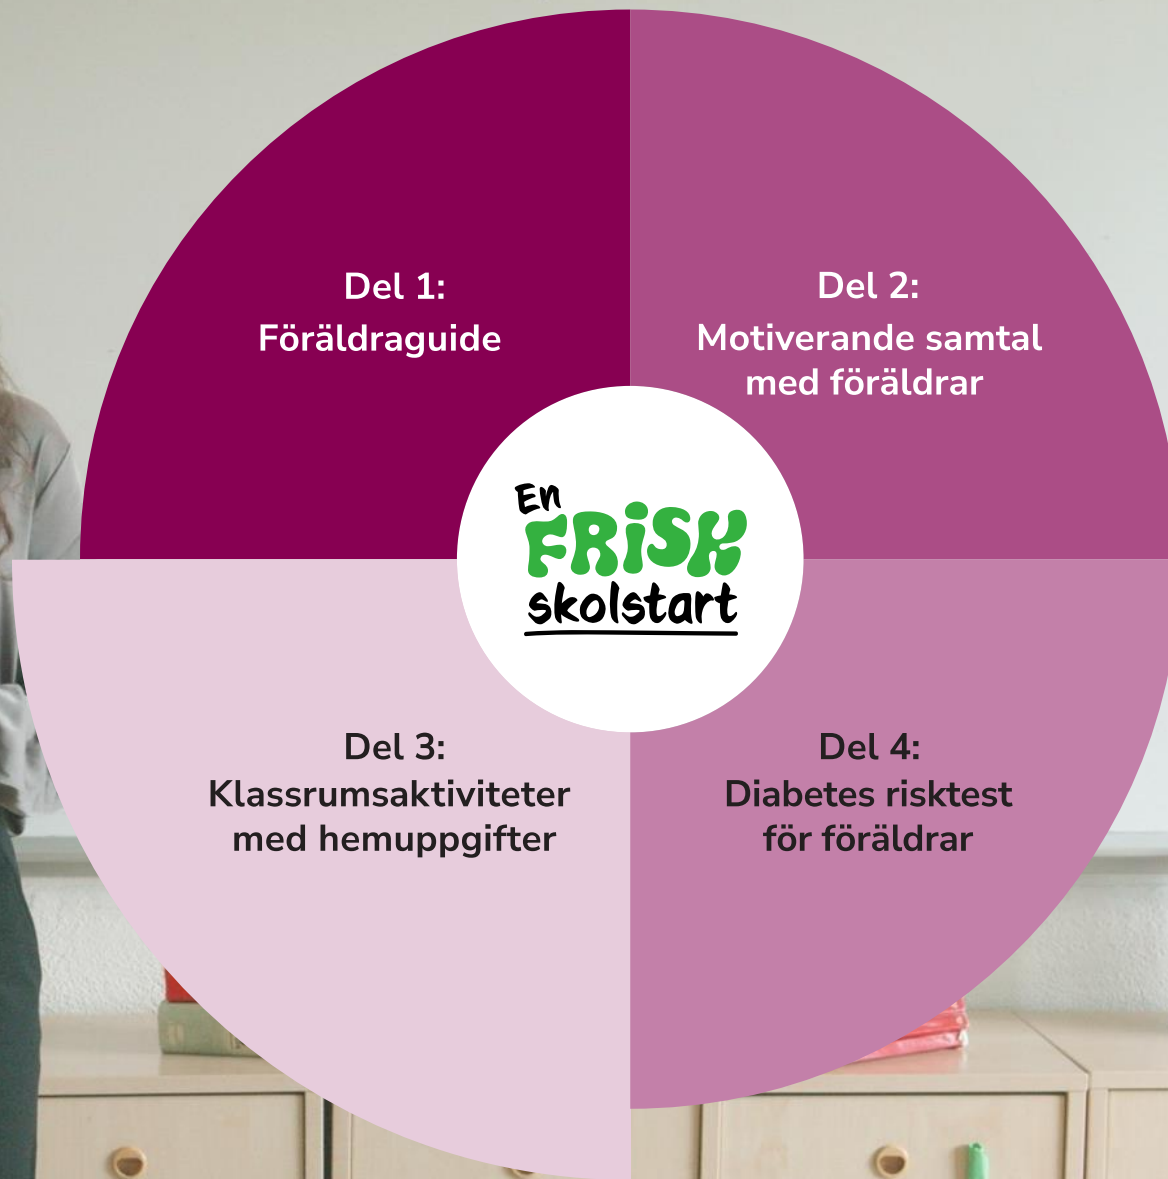 Del 1:
Föräldraguide
Del 2:
Motiverande samtal
med föräldrar
En
FRiSK
skolstart
Del 3:
Klassrumsaktiviteter
med hemuppgifter
Del 4:
Diabetes risktest
för föräldrar